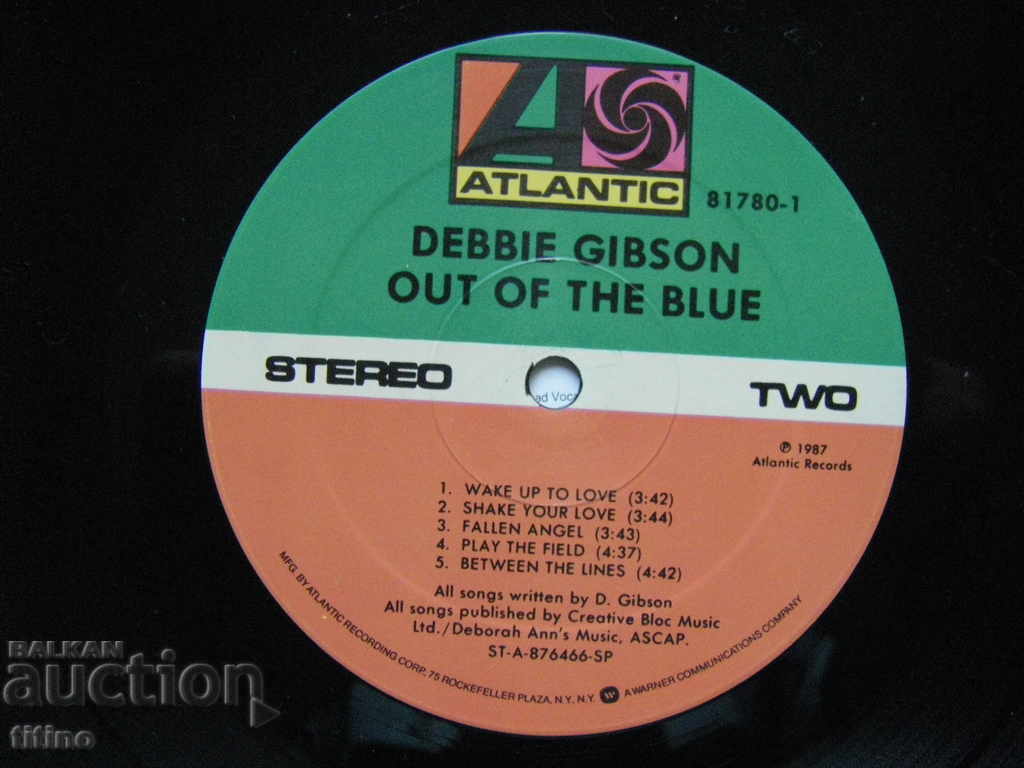 ATLANTIC
81780-1
DEBBIE GIBSON
OUT OF THE BLUE
STEREO
TWO
ad Voc
℗ 1987
Atlantic Records
1. WAKE UP TO LOVE (3:42)
2. SHAKE YOUR LOVE (3:44)
3. FALLEN ANGEL (3:43)
4. PLAY THE FIELD (4:37)
5. BETWEEN THE LINES (4:42)
All songs written by D. Gibson
All songs published by Creative Bloc Music
Ltd./Deborah Ann's Music, ASCAP.
ST-A-876466-SP
MFG. BY ATLANTIC RECORDING CORP., 75 ROCKEFELLER PLAZA, N.Y. N.Y. A WARNER COMMUNICATIONS COMPANY
BALKAN
auction
titino